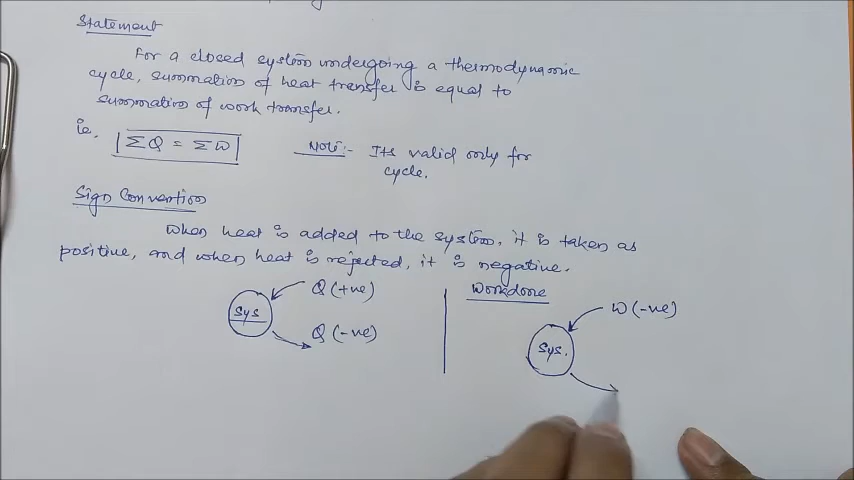 Statement
For a closed system undergoing a thermodynamic
cycle, summation of heat transfer is equal to
summation of work transfer.
ie. ΣQ = ΣW Note:- Its valid only for
cycle.
Sign Convention
When heat is added to the system, it is taken as
positive, and when heat is rejected, it is negative.
Workdone
Sys Q (+ve)
Q (-ve)
W (-ve)
Sys.